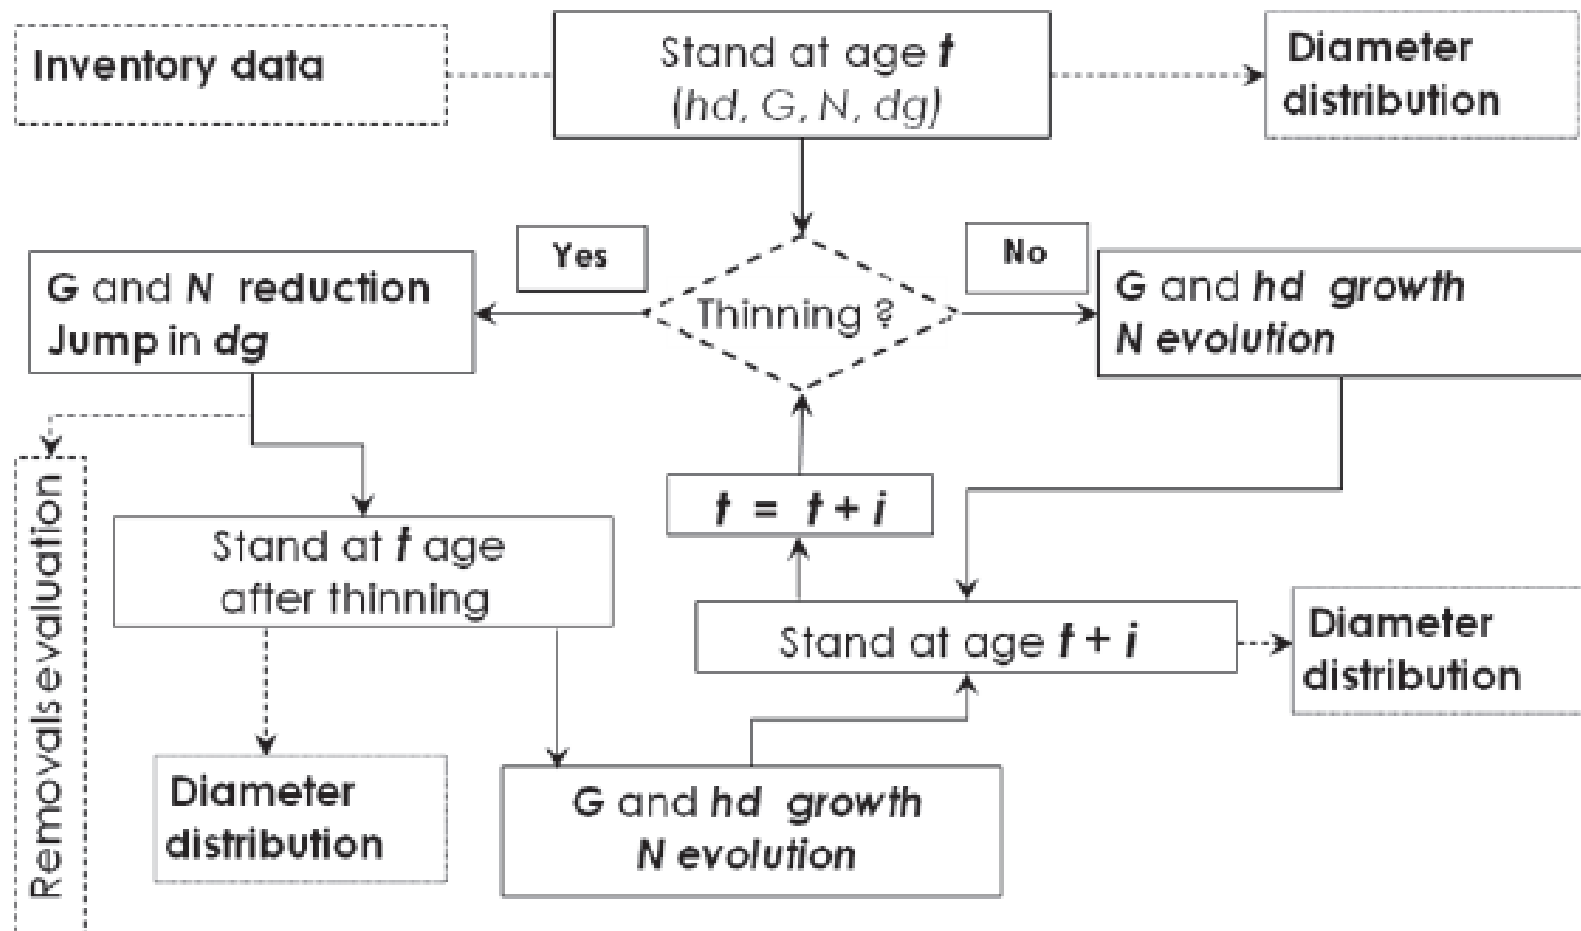 Inventory data
Stand at age t
(hd, G, N, dg)
Diameter
distribution
Yes
No
G and N reduction
Jump in dg
Thinning ?
G and hd growth
N evolution
t = t + i
Removals evaluation
Stand at t age
after thinning
Stand at age t + i
Diameter
distribution
Diameter
distribution
G and hd growth
N evolution